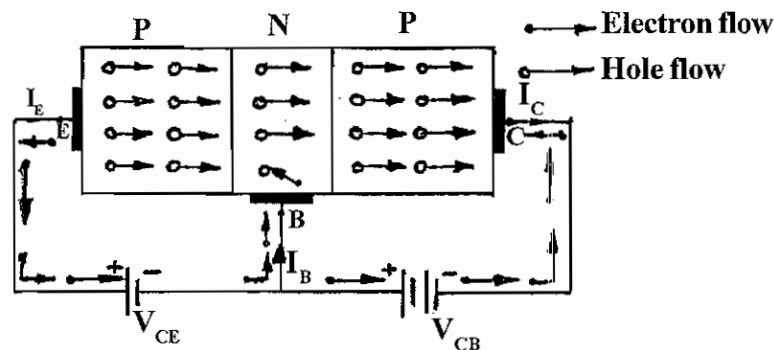 P N P
Electron flow
Hole flow
I_E
E
I_C
C
B
I_B
+ −
+ −
V_CE
V_CB